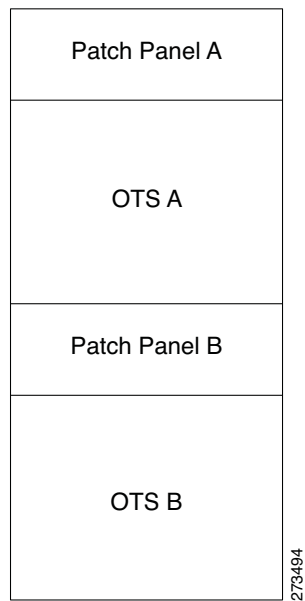 Patch Panel A
OTS A
Patch Panel B
OTS B
273494